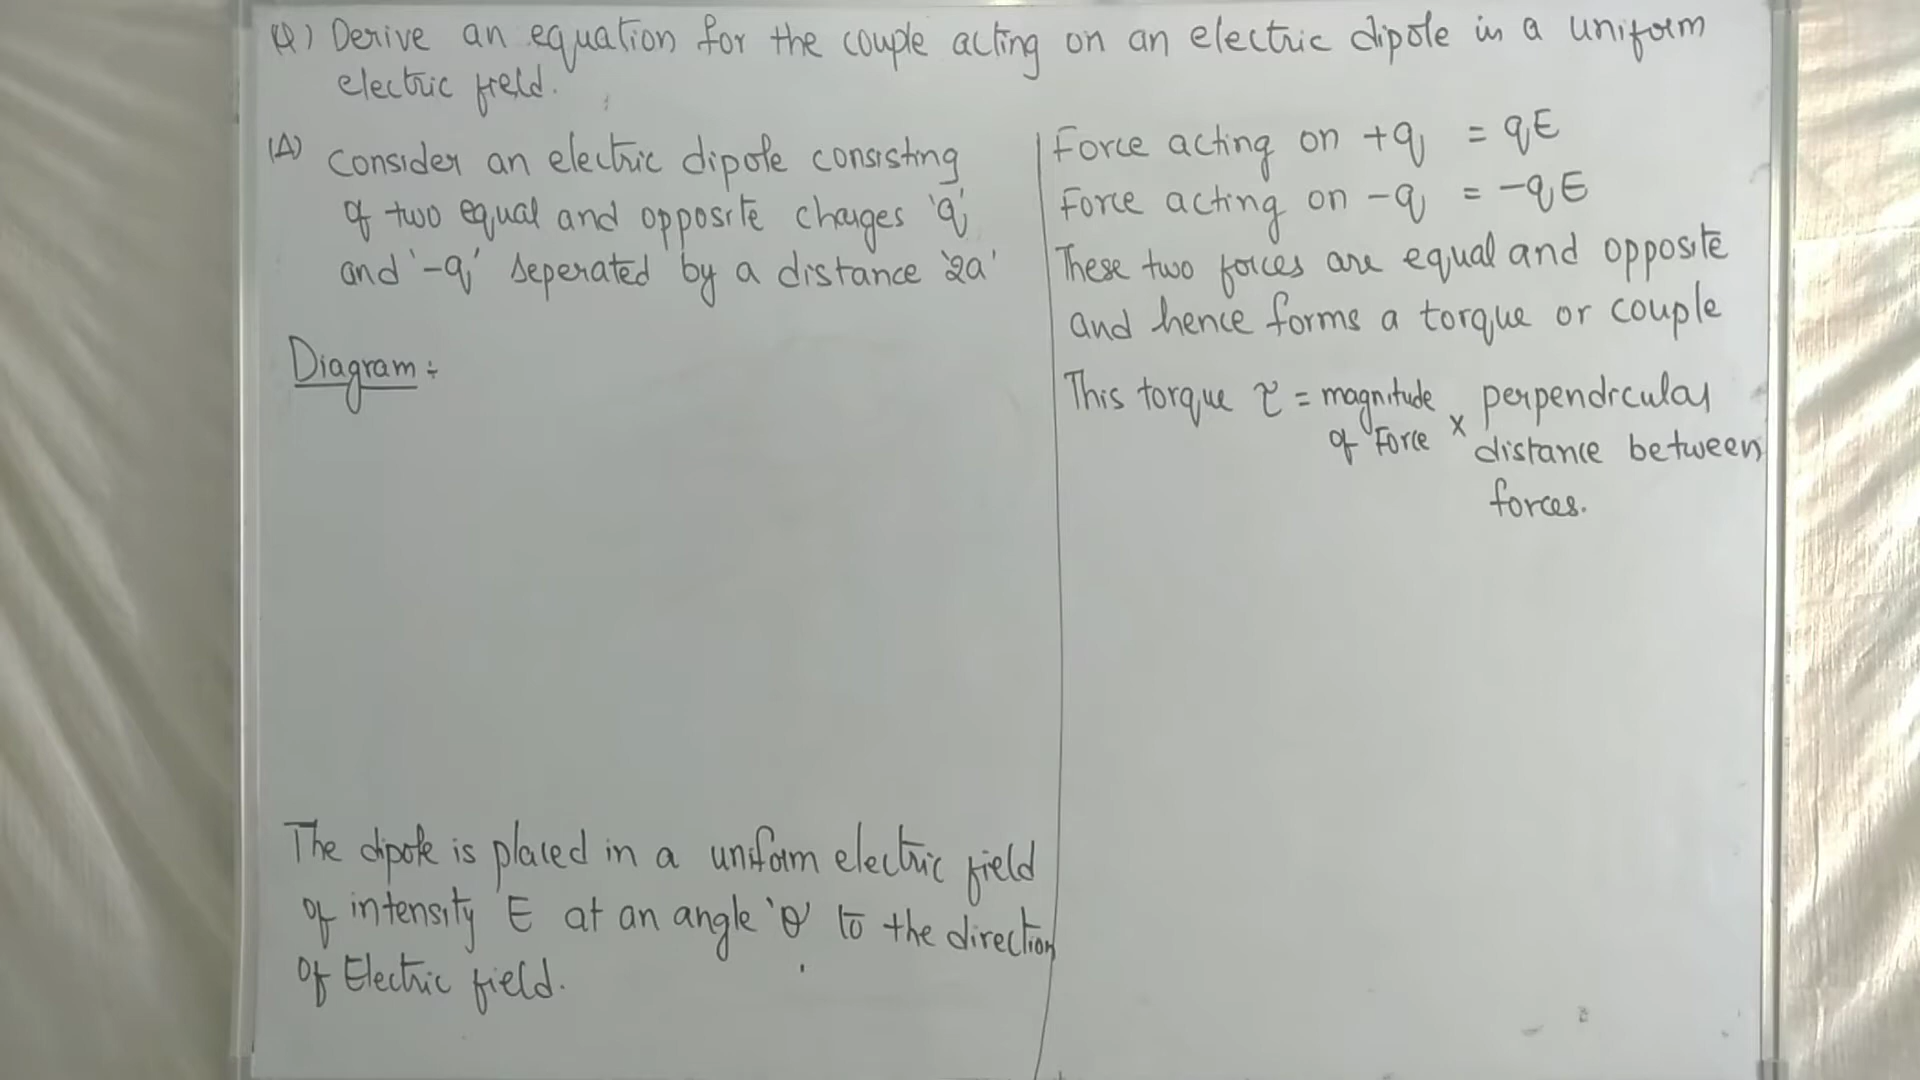 (Q) Derive an equation for the couple acting on an electric dipole in a uniform
electric field.
(A) Consider an electric dipole consisting
of two equal and opposite charges 'q'
and '-q' seperated by a distance '2a'
Diagram:
The dipole is placed in a uniform electric field
of intensity E at an angle 'θ' to the direction
of Electric field.
Force acting on +q = qE
Force acting on -q = -qE
These two forces are equal and opposite
and hence forms a torque or couple
This torque τ = magnitude of Force × perpendicular
distance between
forces.